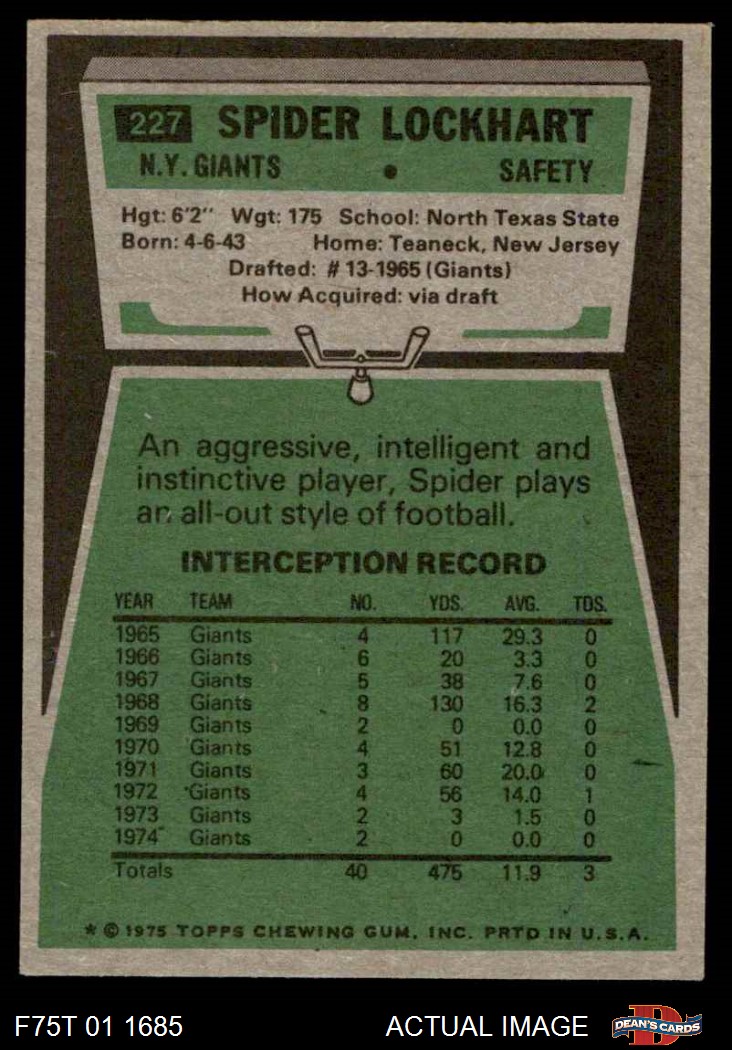 227 SPIDER LOCKHART
N.Y. GIANTS • SAFETY
Hgt: 6'2" Wgt: 175 School: North Texas State
Born: 4-6-43 Home: Teaneck, New Jersey
Drafted: # 13-1965 (Giants)
How Acquired: via draft
An aggressive, intelligent and
instinctive player, Spider plays
an all-out style of football.
INTERCEPTION RECORD
YEAR TEAM NO. YDS. AVG. TDS.
1965 Giants 4 117 29.3 0
1966 Giants 6 20 3.3 0
1967 Giants 5 38 7.6 0
1968 Giants 8 130 16.3 2
1969 Giants 2 0 0.0 0
1970 Giants 4 51 12.8 0
1971 Giants 3 60 20.0 0
1972 Giants 4 56 14.0 1
1973 Giants 2 3 1.5 0
1974 Giants 2 0 0.0 0
Totals 40 475 11.9 3
* © 1975 TOPPS CHEWING GUM, INC. PRTD IN U.S.A.
F75T 01 1685 ACTUAL IMAGE D DEAN'S CARDS